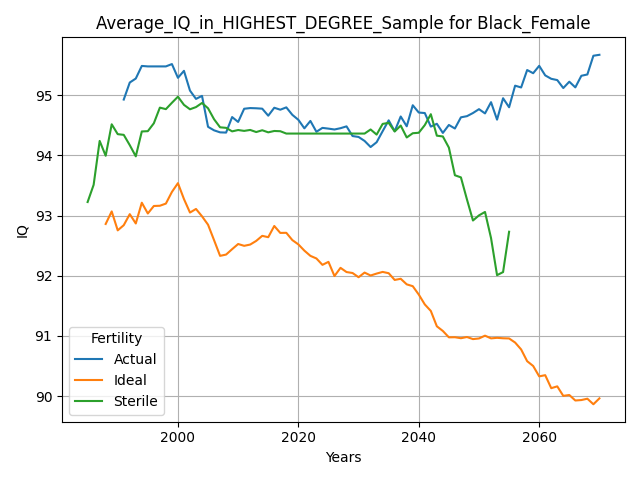 Average_IQ_in_HIGHEST_DEGREE_Sample for Black_Female
95
94
93
92
91
90
IQ
Fertility
Actual
Ideal
Sterile
2000
2020
2040
2060
Years